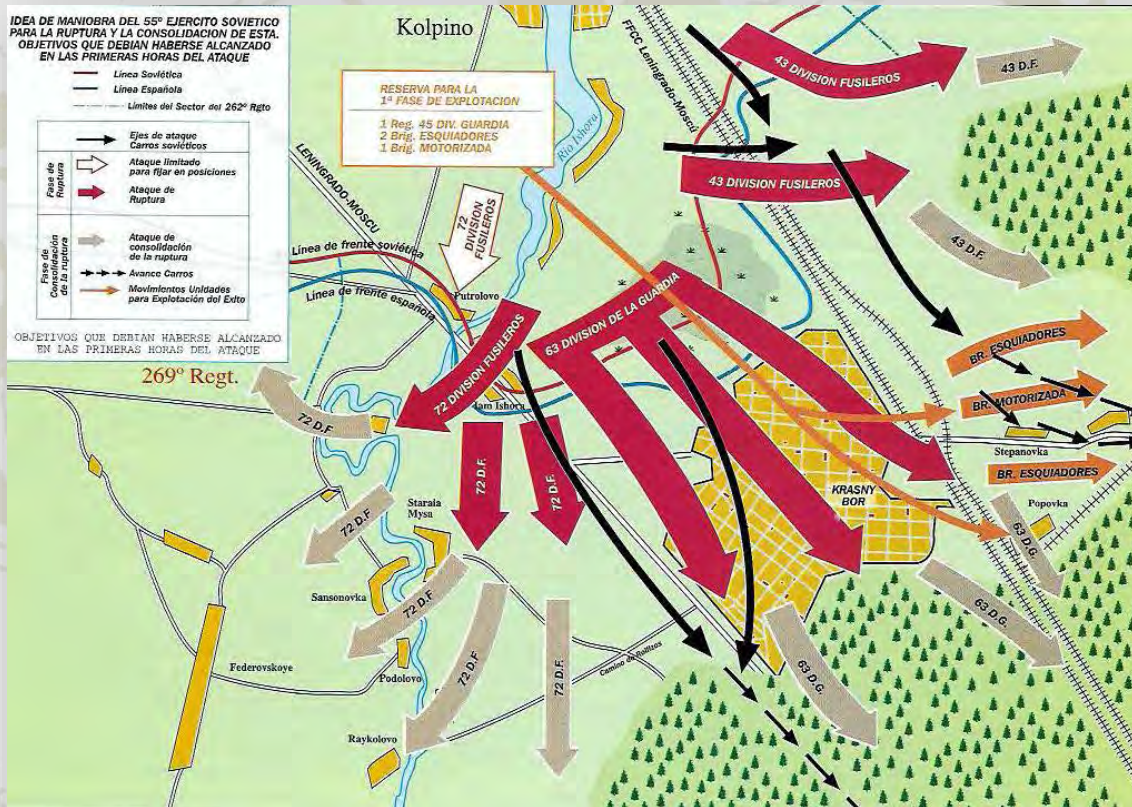 IDEA DE MANIOBRA DEL 55º EJERCITO SOVIETICO
PARA LA RUPTURA Y LA CONSOLIDACION DE ESTA.
OBJETIVOS QUE DEBIAN HABERSE ALCANZADO
EN LAS PRIMERAS HORAS DEL ATAQUE
Línea Soviética
Línea Española
Límites del Sector del 262º Rgto
Fase de
Ruptura
Ejes de ataque
Carros soviéticos
Ataque limitado
para fijar en posiciones
Ataque de
Ruptura
Fase de
Consolidación
de la ruptura
Ataque de
consolidación
de la ruptura
Avance Carros
Movimientos Unidades
para Explotación del Exito
OBJETIVOS QUE DEBIAN HABERSE ALCANZADO
EN LAS PRIMERAS HORAS DEL ATAQUE
269º Regt.
Kolpino
RESERVA PARA LA
1ª FASE DE EXPLOTACION
1 Reg. 45 DIV. GUARDIA
2 Brig. ESQUIADORES
1 Brig. MOTORIZADA
Río Ishora
FFCC Leningrado-Moscú
43 DIVISION FUSILEROS
43 D.F.
43 DIVISION FUSILEROS
43 D.F.
LENINGRADO-MOSCU
72
DIVISION
FUSILEROS
Línea de frente soviética
Línea de frente española
Putrolovo
72 DIVISION FUSILEROS
63 DIVISION DE LA GUARDIA
Jam Ishora
72 D.F
72 D.F.
72 D.F.
BR. ESQUIADORES
BR. MOTORIZADA
Stepanovka
BR. ESQUIADORES
KRASNY
BOR
Popovka
63 D.G.
63 D.G.
63 D.G.
72 D.F
Staraia
Mysa
Sansonovka
72 D.F
72 D.F
72 D.F.
Federovskoye
Podolovo
Raykolovo